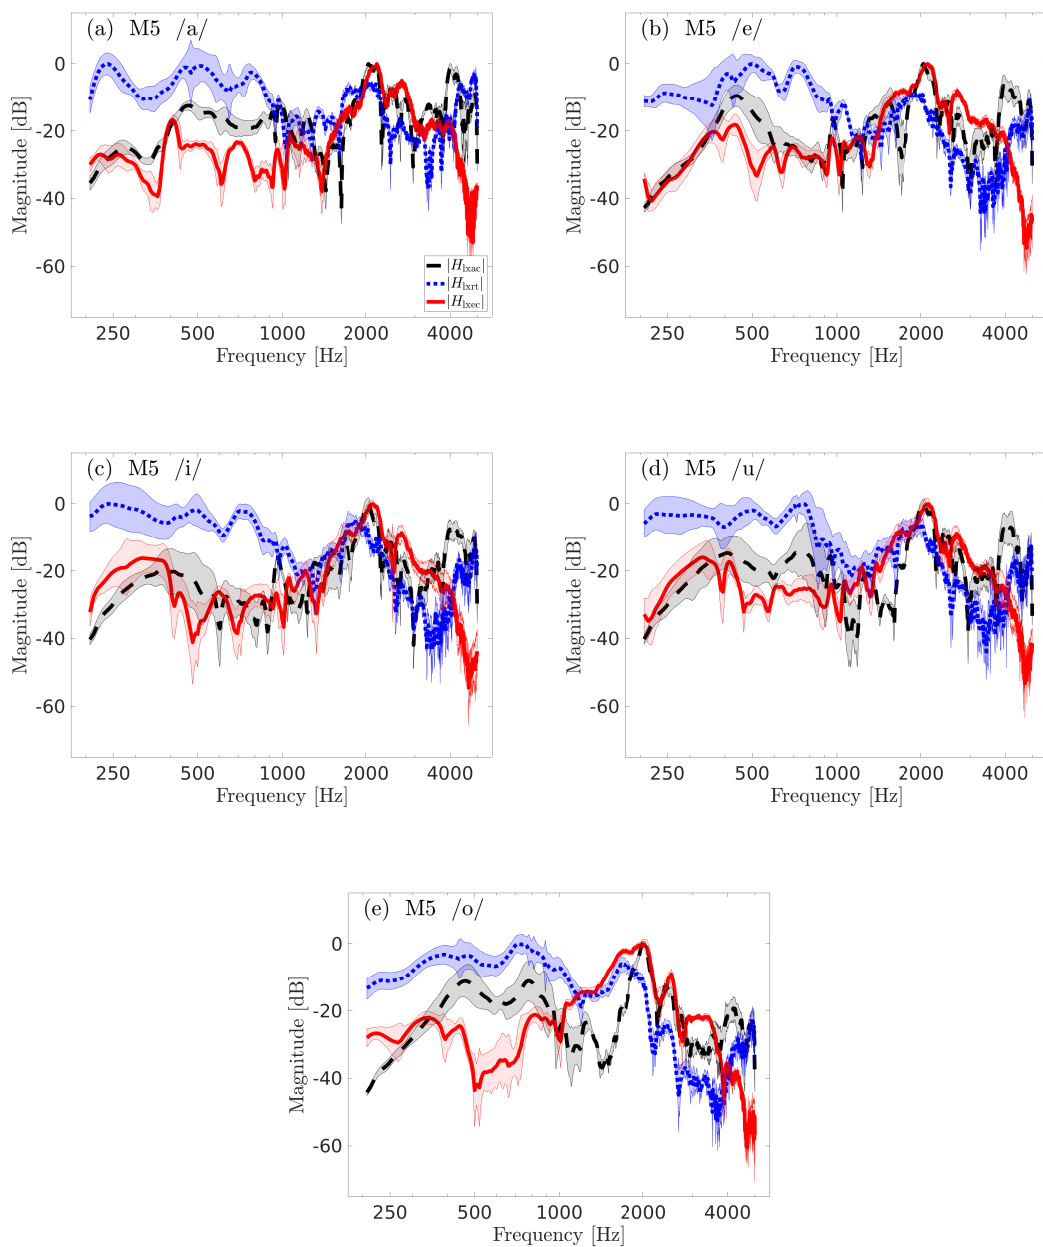 (a) M5 /a/
0
-20
-40
-60
Magnitude [dB]
250 500 1000 2000 4000
Frequency [Hz]
|H_lxac|
|H_lxrt|
|H_lxec|
(b) M5 /e/
0
-20
-40
-60
Magnitude [dB]
250 500 1000 2000 4000
Frequency [Hz]
(c) M5 /i/
0
-20
-40
-60
Magnitude [dB]
250 500 1000 2000 4000
Frequency [Hz]
(d) M5 /u/
0
-20
-40
-60
Magnitude [dB]
250 500 1000 2000 4000
Frequency [Hz]
(e) M5 /o/
0
-20
-40
-60
Magnitude [dB]
250 500 1000 2000 4000
Frequency [Hz]